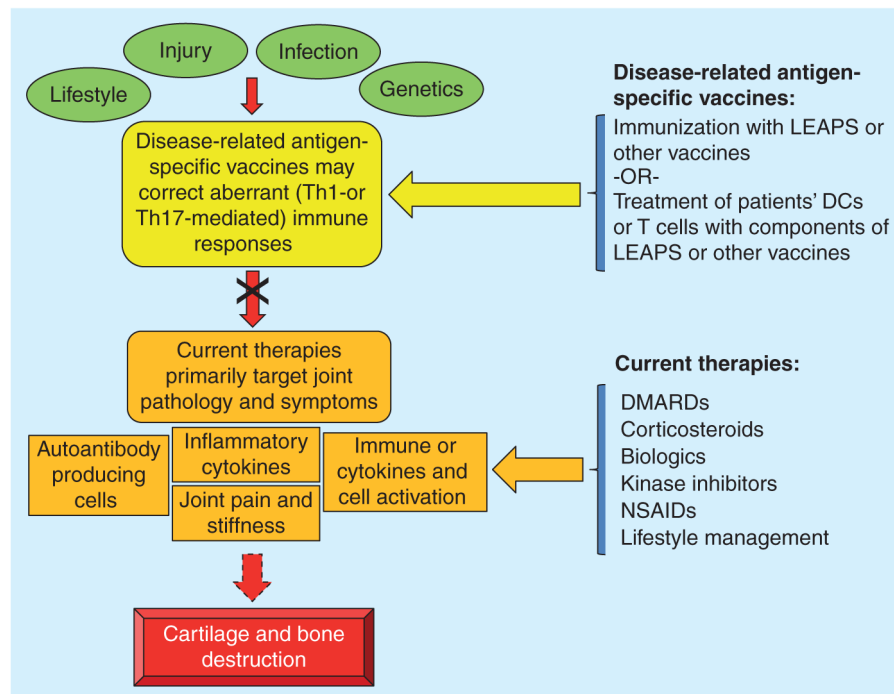 Lifestyle
Injury
Infection
Genetics
Disease-related antigen-
specific vaccines may
correct aberrant (Th1-or
Th17-mediated) immune
responses
Disease-related antigen-
specific vaccines:
Immunization with LEAPS or
other vaccines
-OR-
Treatment of patients’ DCs
or T cells with components of
LEAPS or other vaccines
Current therapies
primarily target joint
pathology and symptoms
Autoantibody
producing
cells
Inflammatory
cytokines
Joint pain and
stiffness
Immune or
cytokines and
cell activation
Current therapies:
DMARDs
Corticosteroids
Biologics
Kinase inhibitors
NSAIDs
Lifestyle management
Cartilage and bone
destruction